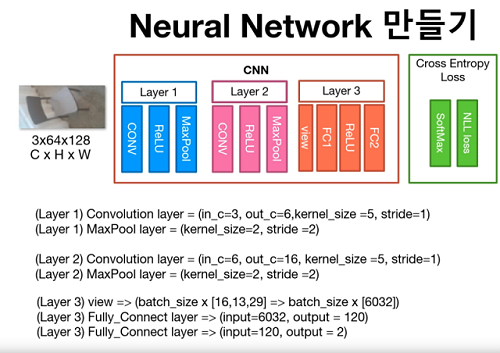 Neural Network 만들기
CNN
Cross Entropy
Loss
Layer 1
Layer 2
Layer 3
CONV
ReLU
MaxPool
CONV
ReLU
MaxPool
view
FC1
ReLU
FC2
SoftMax
NLL loss
3x64x128
C x H x W
(Layer 1) Convolution layer = (in_c=3, out_c=6,kernel_size =5, stride=1)
(Layer 1) MaxPool layer = (kernel_size=2, stride =2)
(Layer 2) Convolution layer = (in_c=6, out_c=16, kernel_size =5, stride=1)
(Layer 2) MaxPool layer = (kernel_size=2, stride =2)
(Layer 3) view => (batch_size x [16,13,29] => batch_size x [6032])
(Layer 3) Fully_Connect layer => (input=6032, output = 120)
(Layer 3) Fully_Connect layer => (input=120, output = 2)